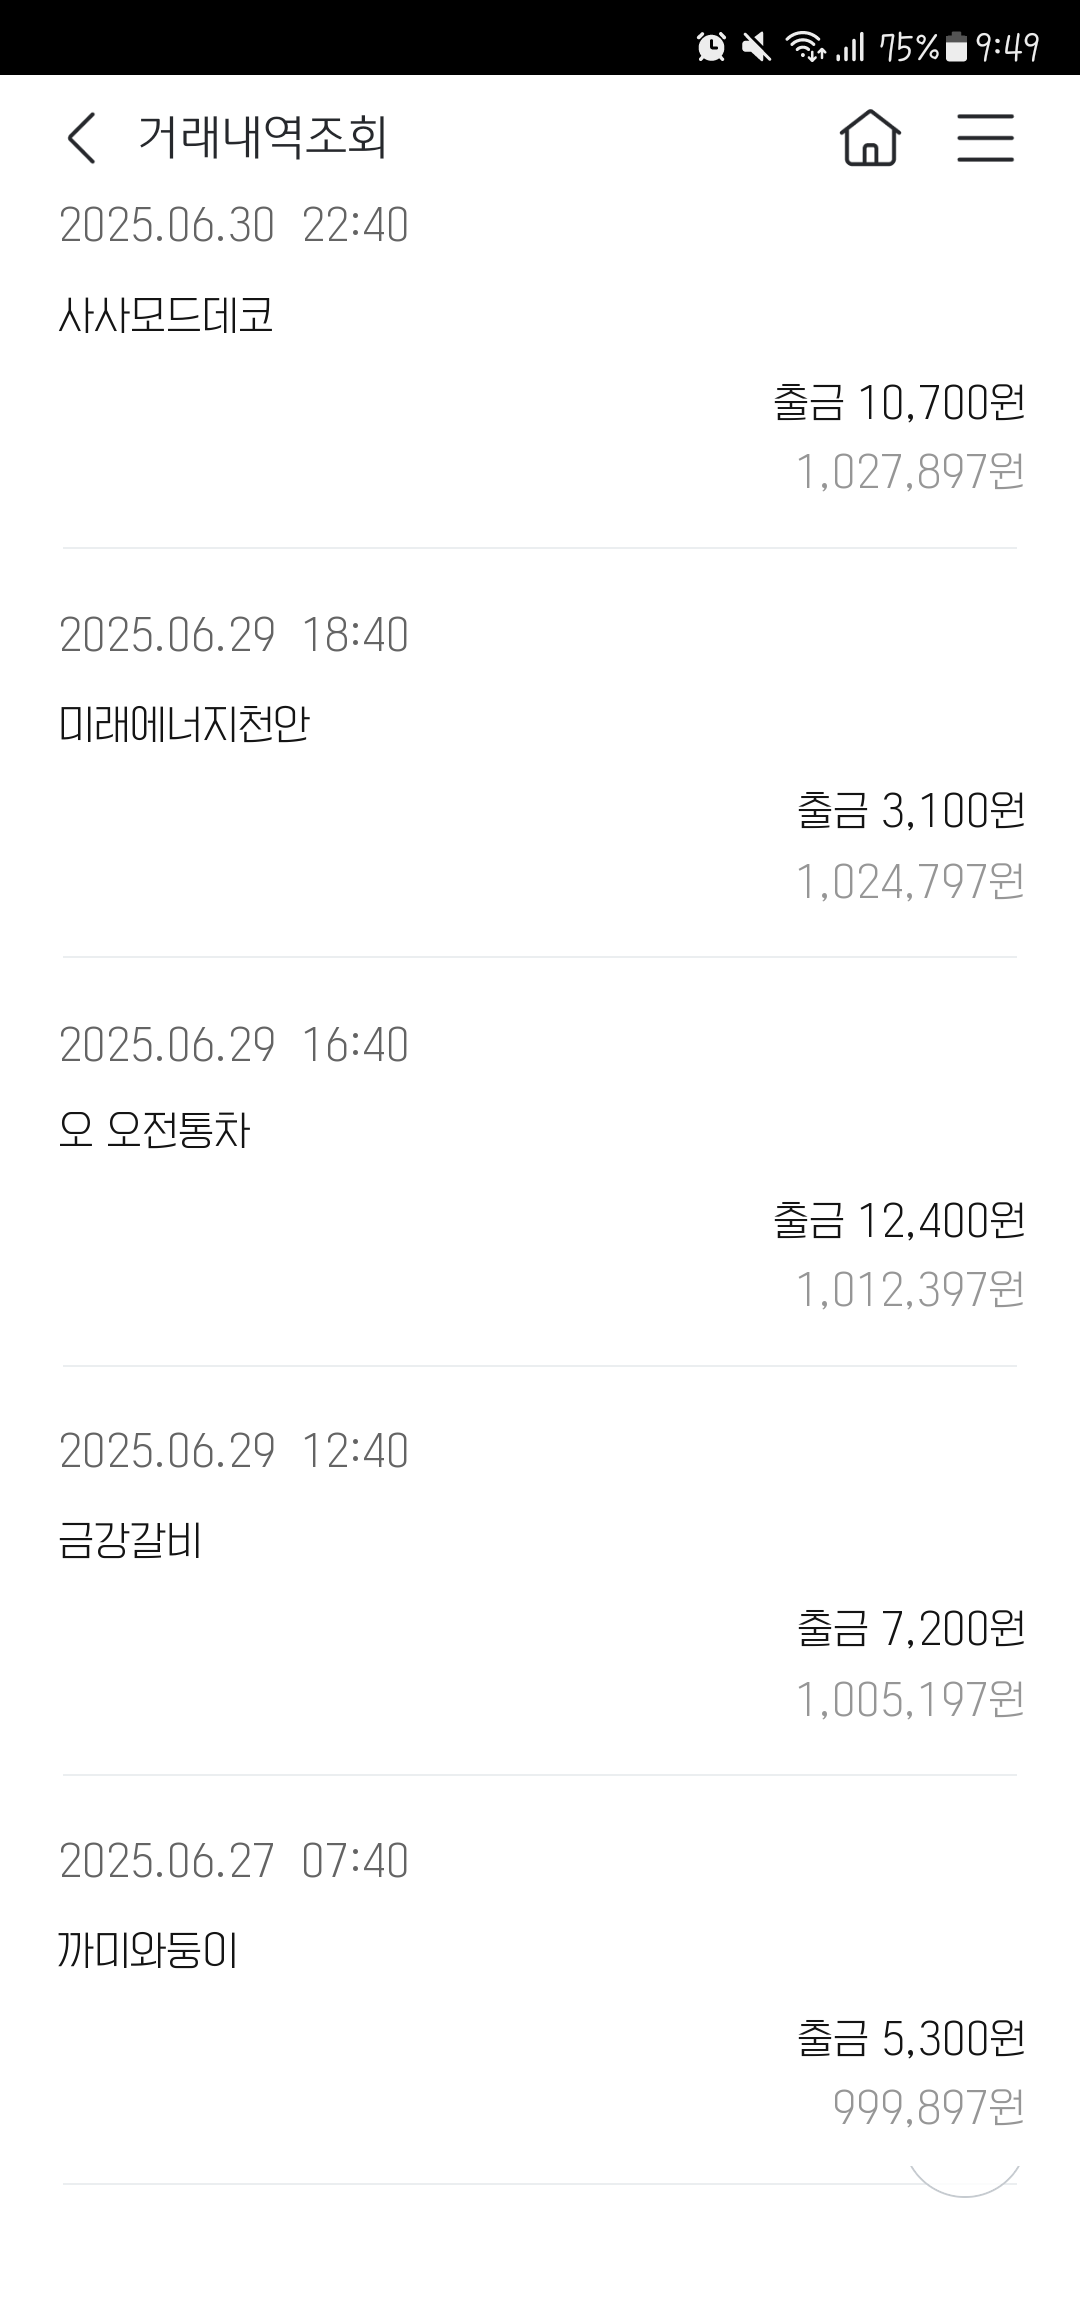 75% 9:49
거래내역조회
2025.06.30 22:40
사사모드데코
출금 10,700원
1,027,897원
2025.06.29 18:40
미래에너지천안
출금 3,100원
1,024,797원
2025.06.29 16:40
오 오전통차
출금 12,400원
1,012,397원
2025.06.29 12:40
금강갈비
출금 7,200원
1,005,197원
2025.06.27 07:40
까미와둥이
출금 5,300원
999,897원